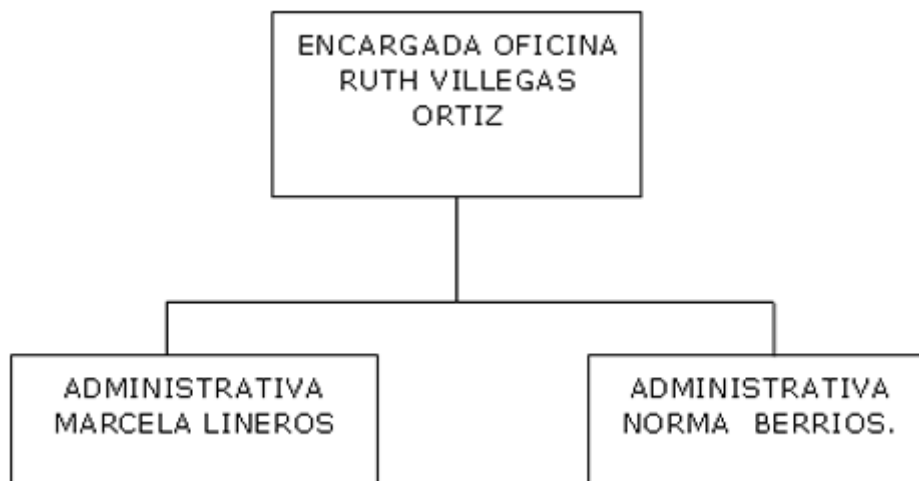 ENCARGADA OFICINA
RUTH VILLEGAS
ORTIZ
ADMINISTRATIVA
MARCELA LINEROS
ADMINISTRATIVA
NORMA BERRIOS.